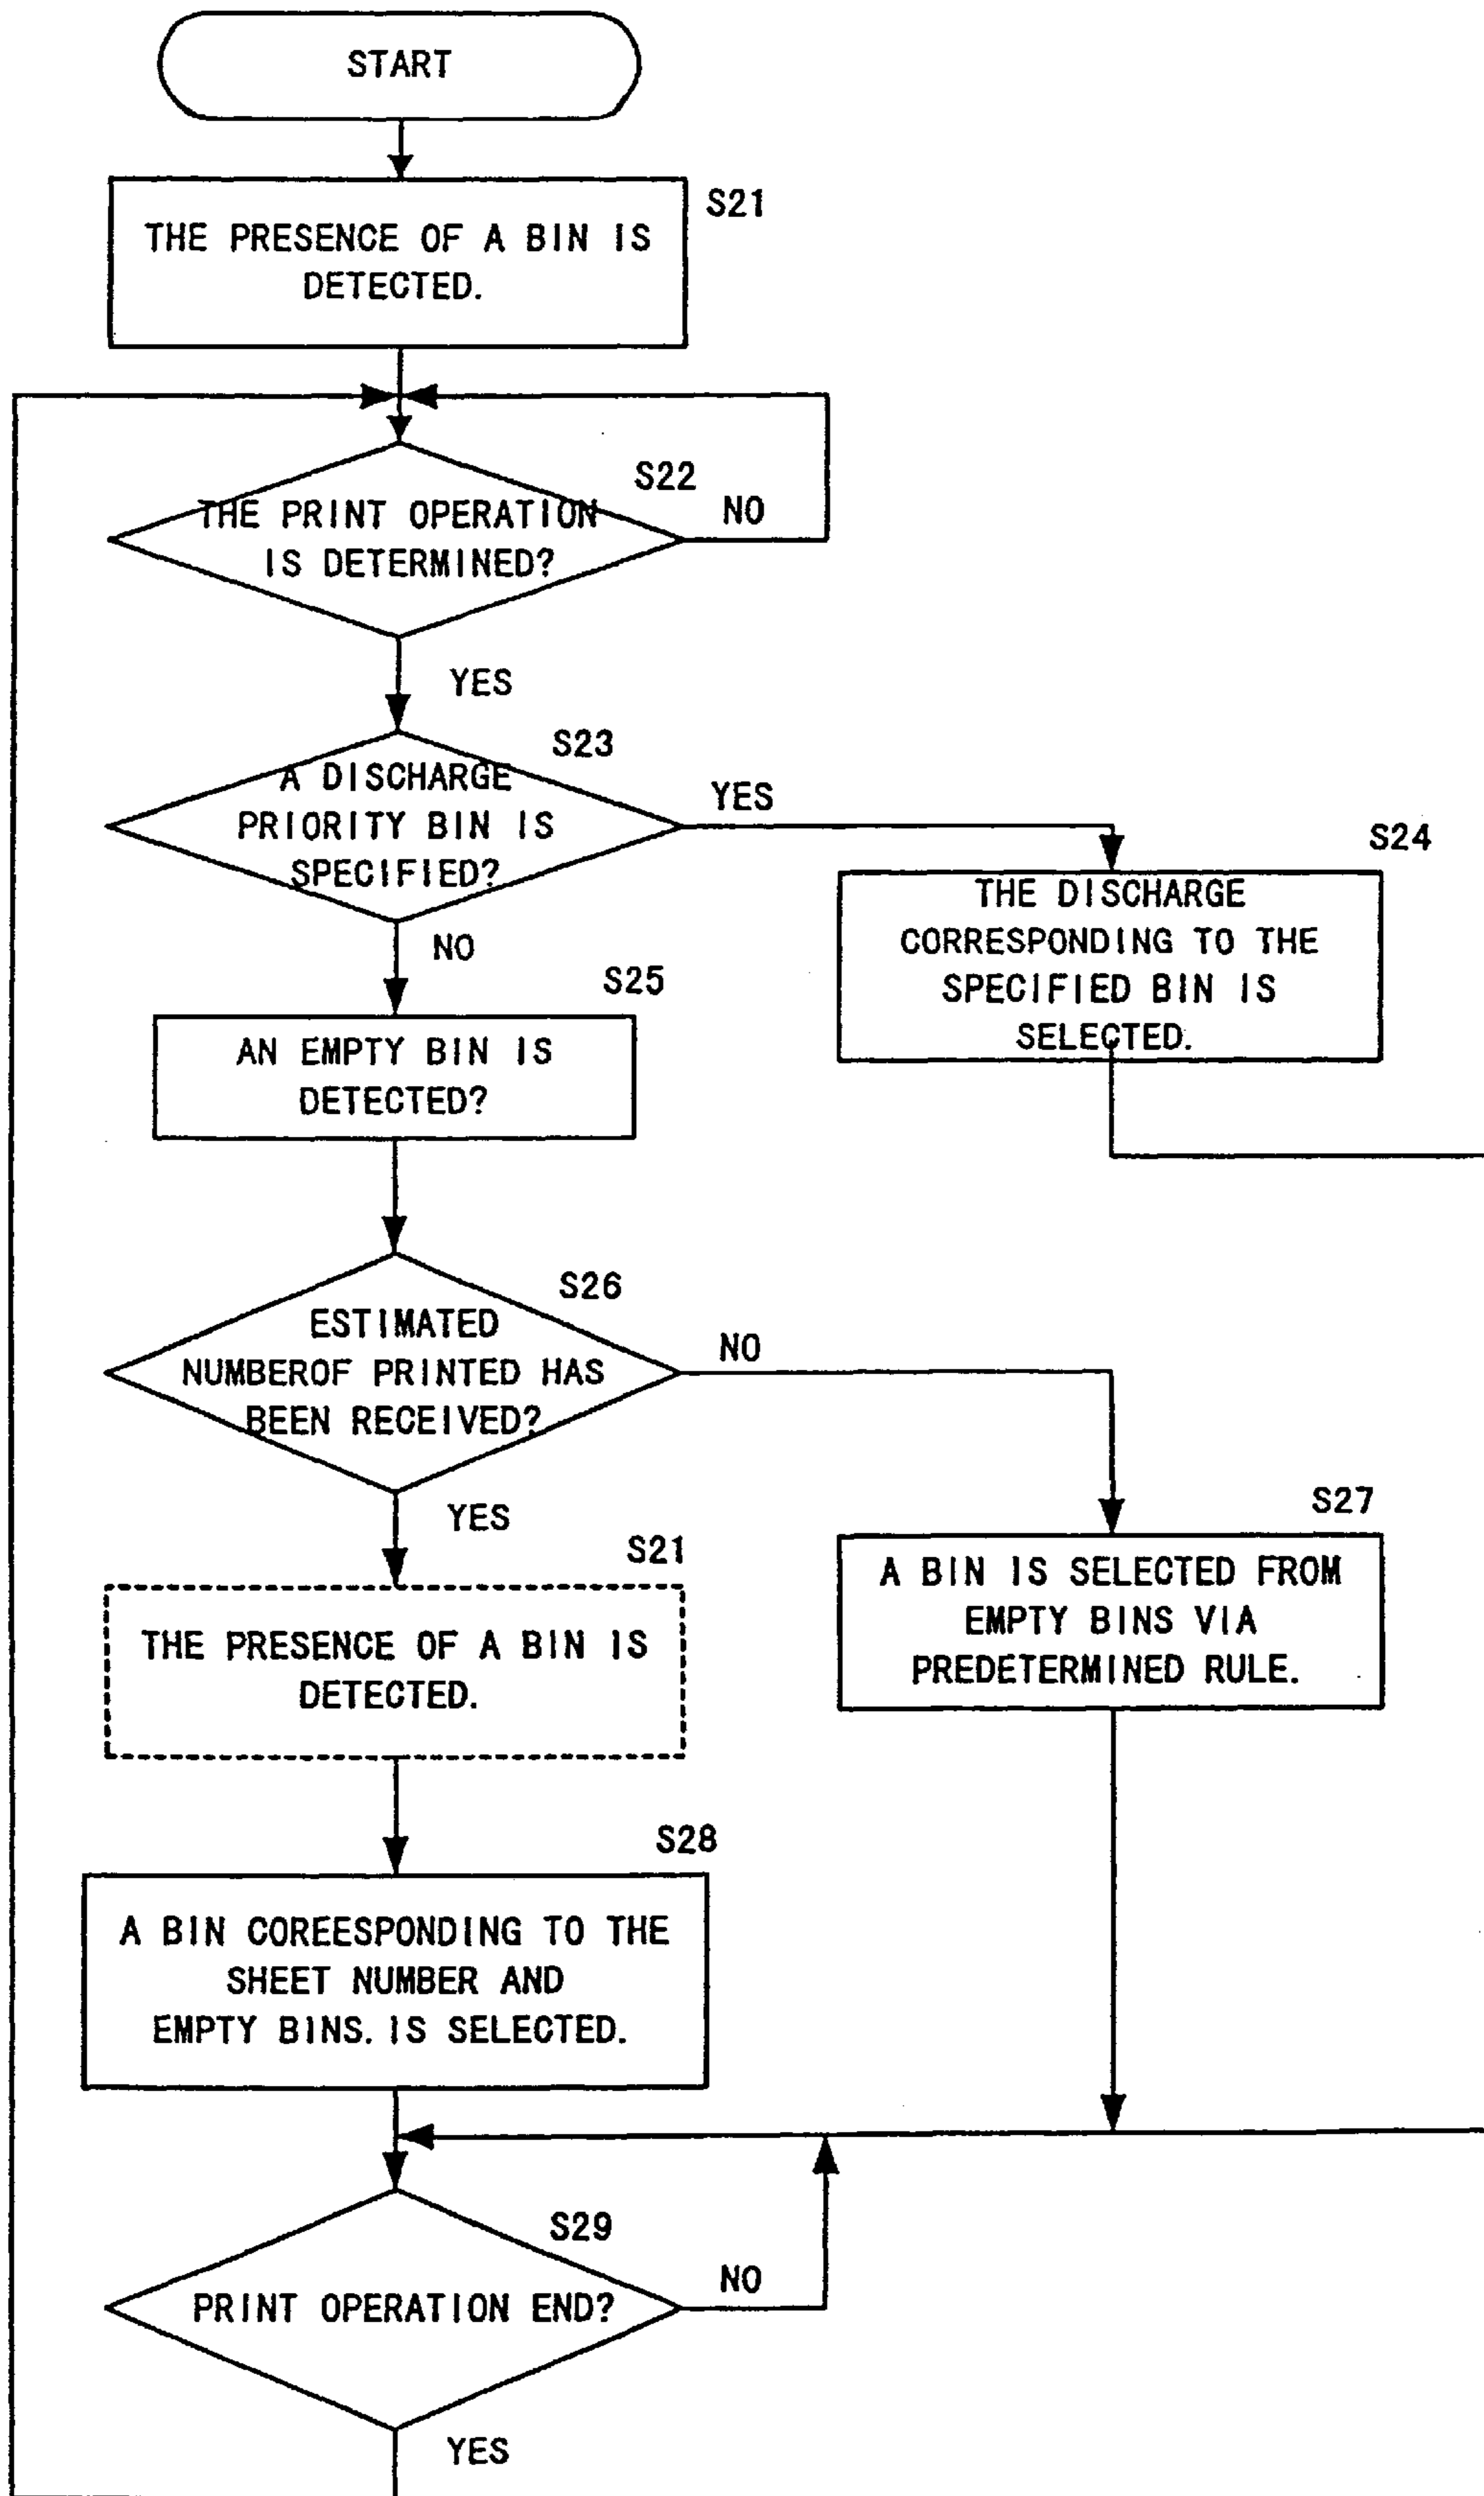 START
S21
THE PRESENCE OF A BIN IS
DETECTED.
S22
THE PRINT OPERATION
IS DETERMINED?
NO
YES
S23
A DISCHARGE
PRIORITY BIN IS
SPECIFIED?
YES
S24
THE DISCHARGE
CORRESPONDING TO THE
SPECIFIED BIN IS
SELECTED.
NO
S25
AN EMPTY BIN IS
DETECTED?
S26
ESTIMATED
NUMBEROF PRINTED HAS
BEEN RECEIVED?
NO
YES
S27
A BIN IS SELECTED FROM
EMPTY BINS VIA
PREDETERMINED RULE.
S21
THE PRESENCE OF A BIN IS
DETECTED.
S28
A BIN COREESPONDING TO THE
SHEET NUMBER AND
EMPTY BINS. IS SELECTED.
S29
PRINT OPERATION END?
NO
YES